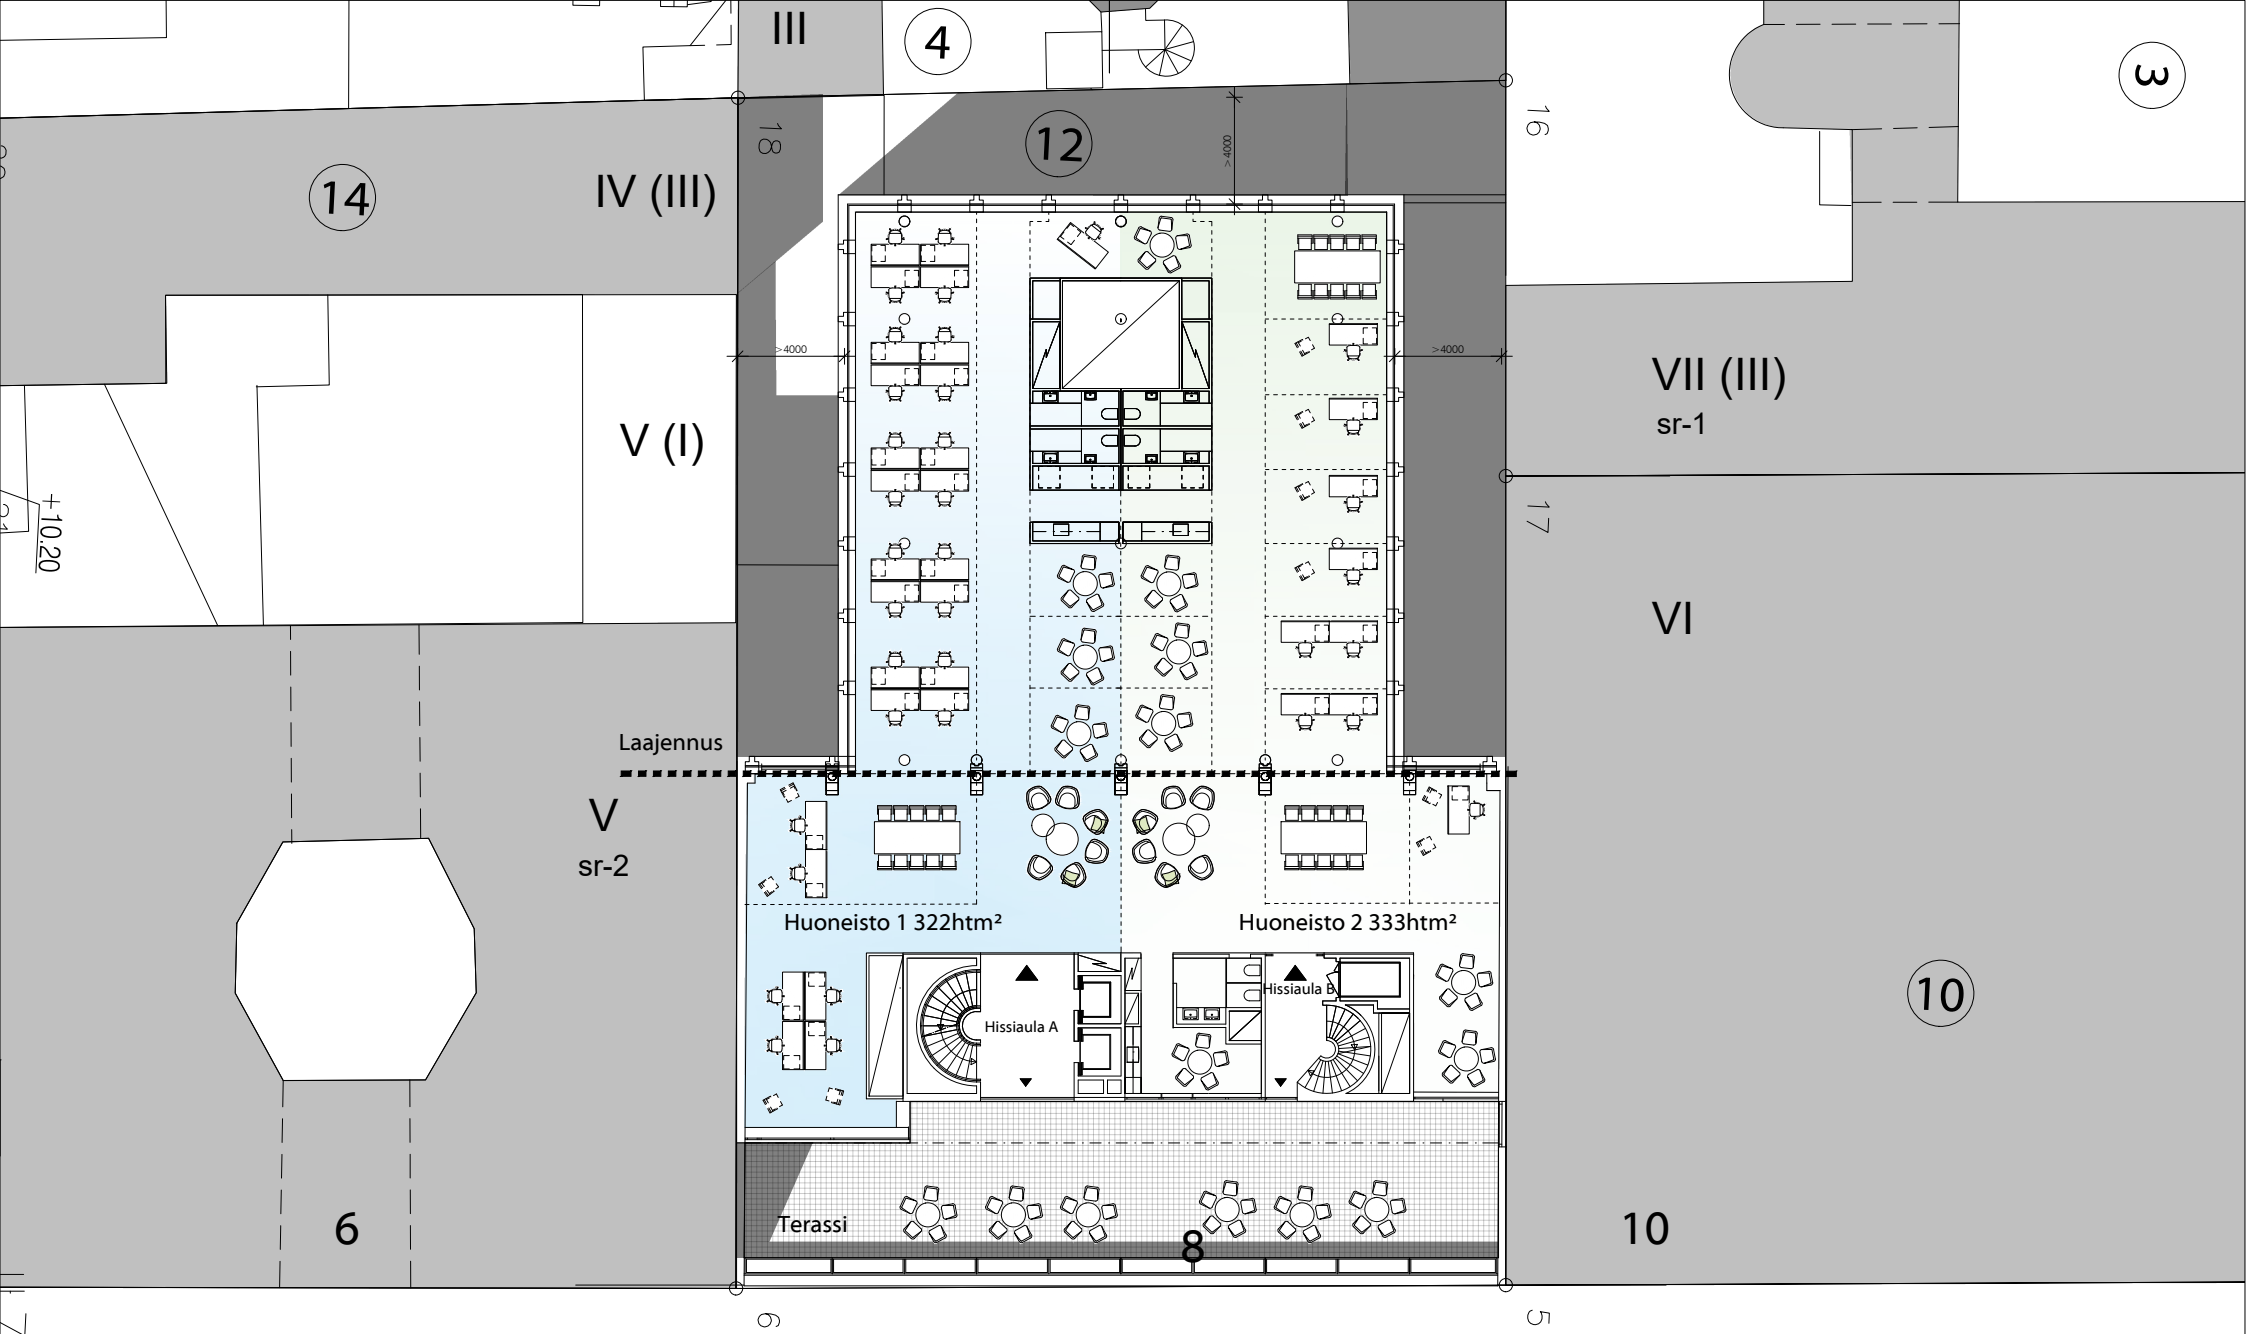 III
4
3
16
18
12
>4000
14
IV (III)
>4000
>4000
VII (III)
sr-1
V (I)
+10.20
17
VI
Laajennus
V
sr-2
Huoneisto 1 322htm²
Huoneisto 2 333htm²
Hissiaula A
Hissiaula B
10
Terassi
6
8
10
6
5